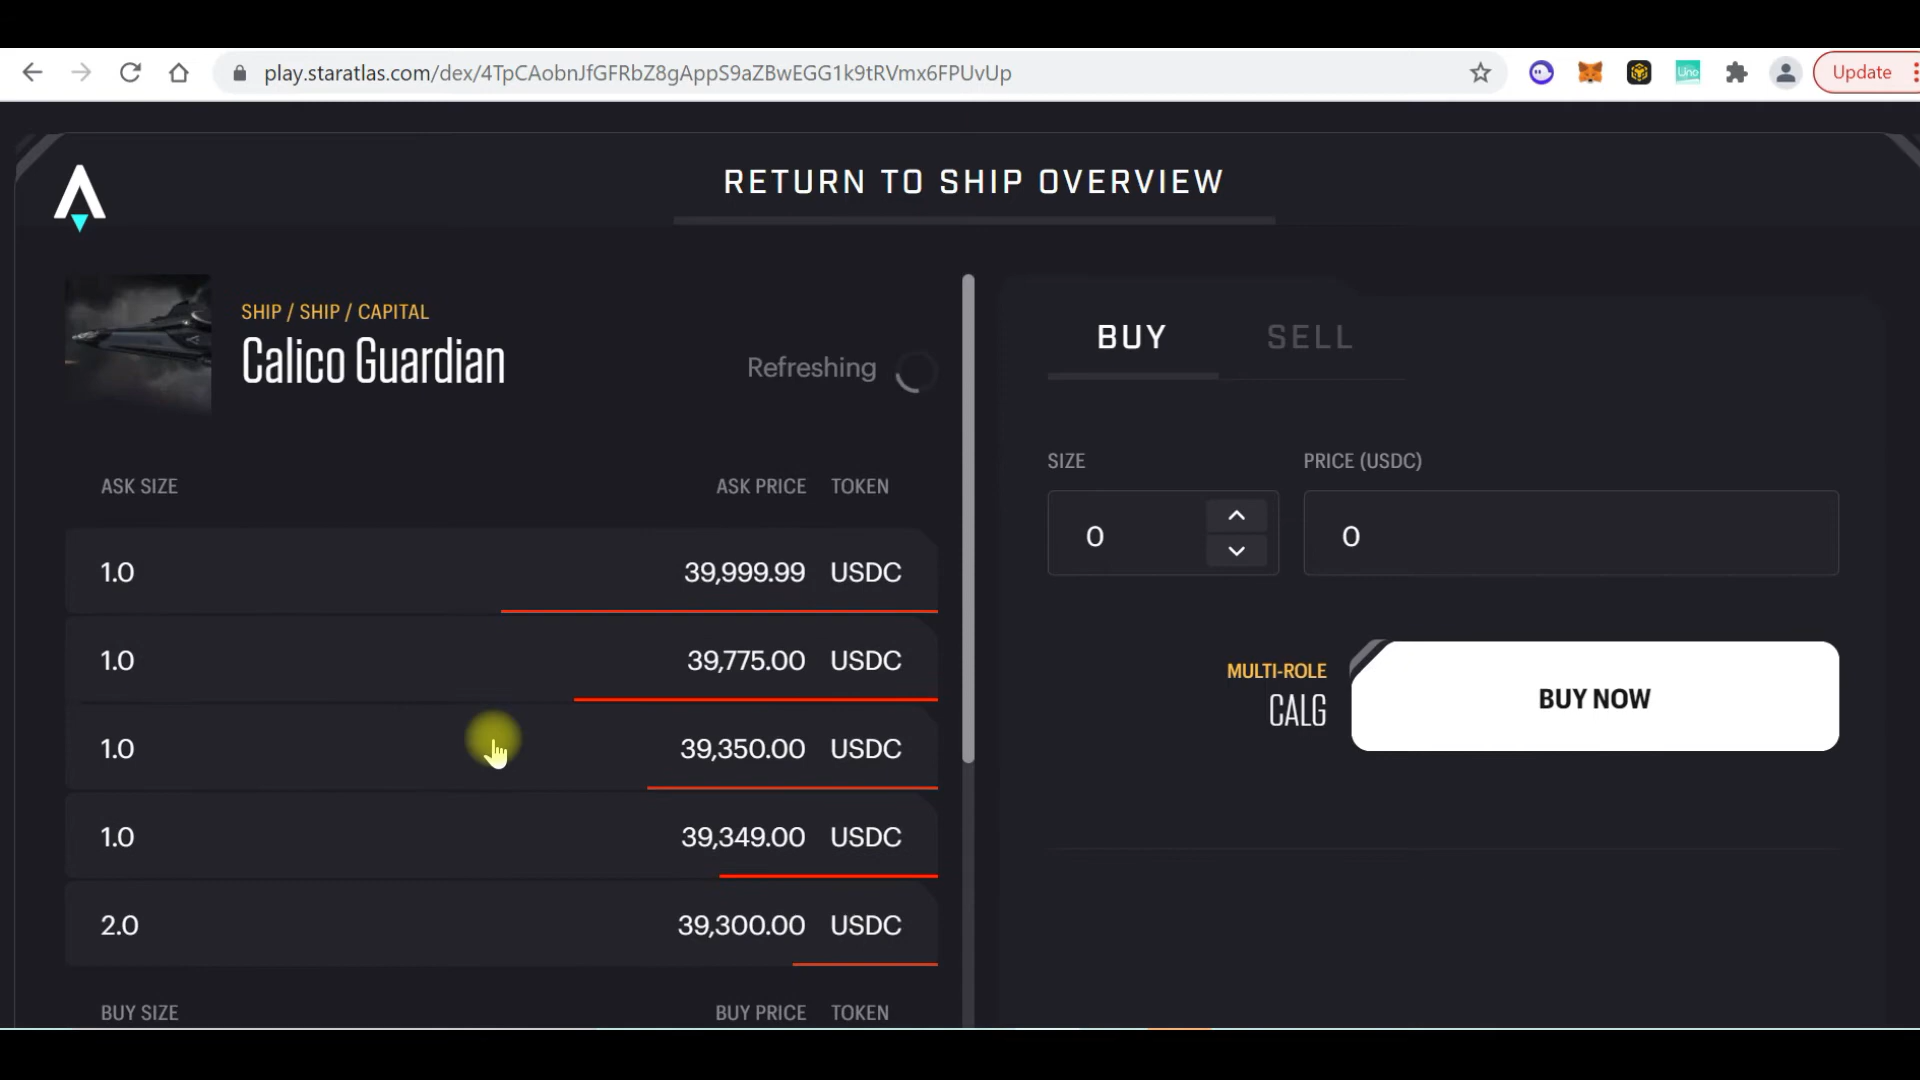 play.staratlas.com/dex/4TpCAobnJfGFRbZ8gAppS9aZBwEGG1k9tRVmx6FPUvUp
Uno
Update
RETURN TO SHIP OVERVIEW
SHIP / SHIP / CAPITAL
Calico Guardian
Refreshing
ASK SIZE ASK PRICE TOKEN
1.0 39,999.99 USDC
1.0 39,775.00 USDC
1.0 39,350.00 USDC
1.0 39,349.00 USDC
2.0 39,300.00 USDC
BUY SIZE BUY PRICE TOKEN
BUY SELL
SIZE PRICE (USDC)
0 0
MULTI-ROLE
CALG
BUY NOW